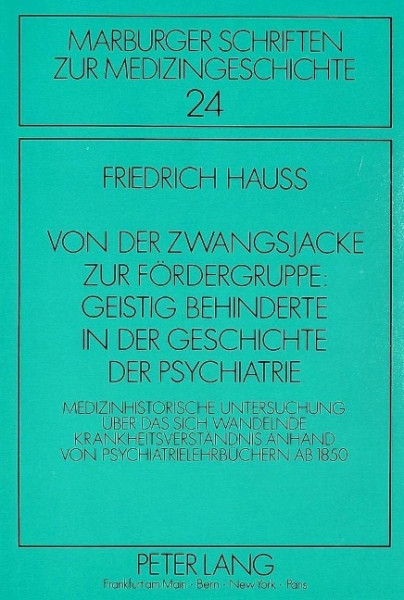 MARBURGER SCHRIFTEN
ZUR MEDIZINGESCHICHTE
24
FRIEDRICH HAUSS
VON DER ZWANGSJACKE
ZUR FÖRDERGRUPPE:
GEISTIG BEHINDERTE
IN DER GESCHICHTE
DER PSYCHIATRIE
MEDIZINHISTORISCHE UNTERSUCHUNG
ÜBER DAS SICH WANDELNDE
KRANKHEITSVERSTÄNDNIS ANHAND
VON PSYCHIATRIELEHRBÜCHERN AB 1850
PETER LANG
Frankfurt am Main · Bern · New York · Paris